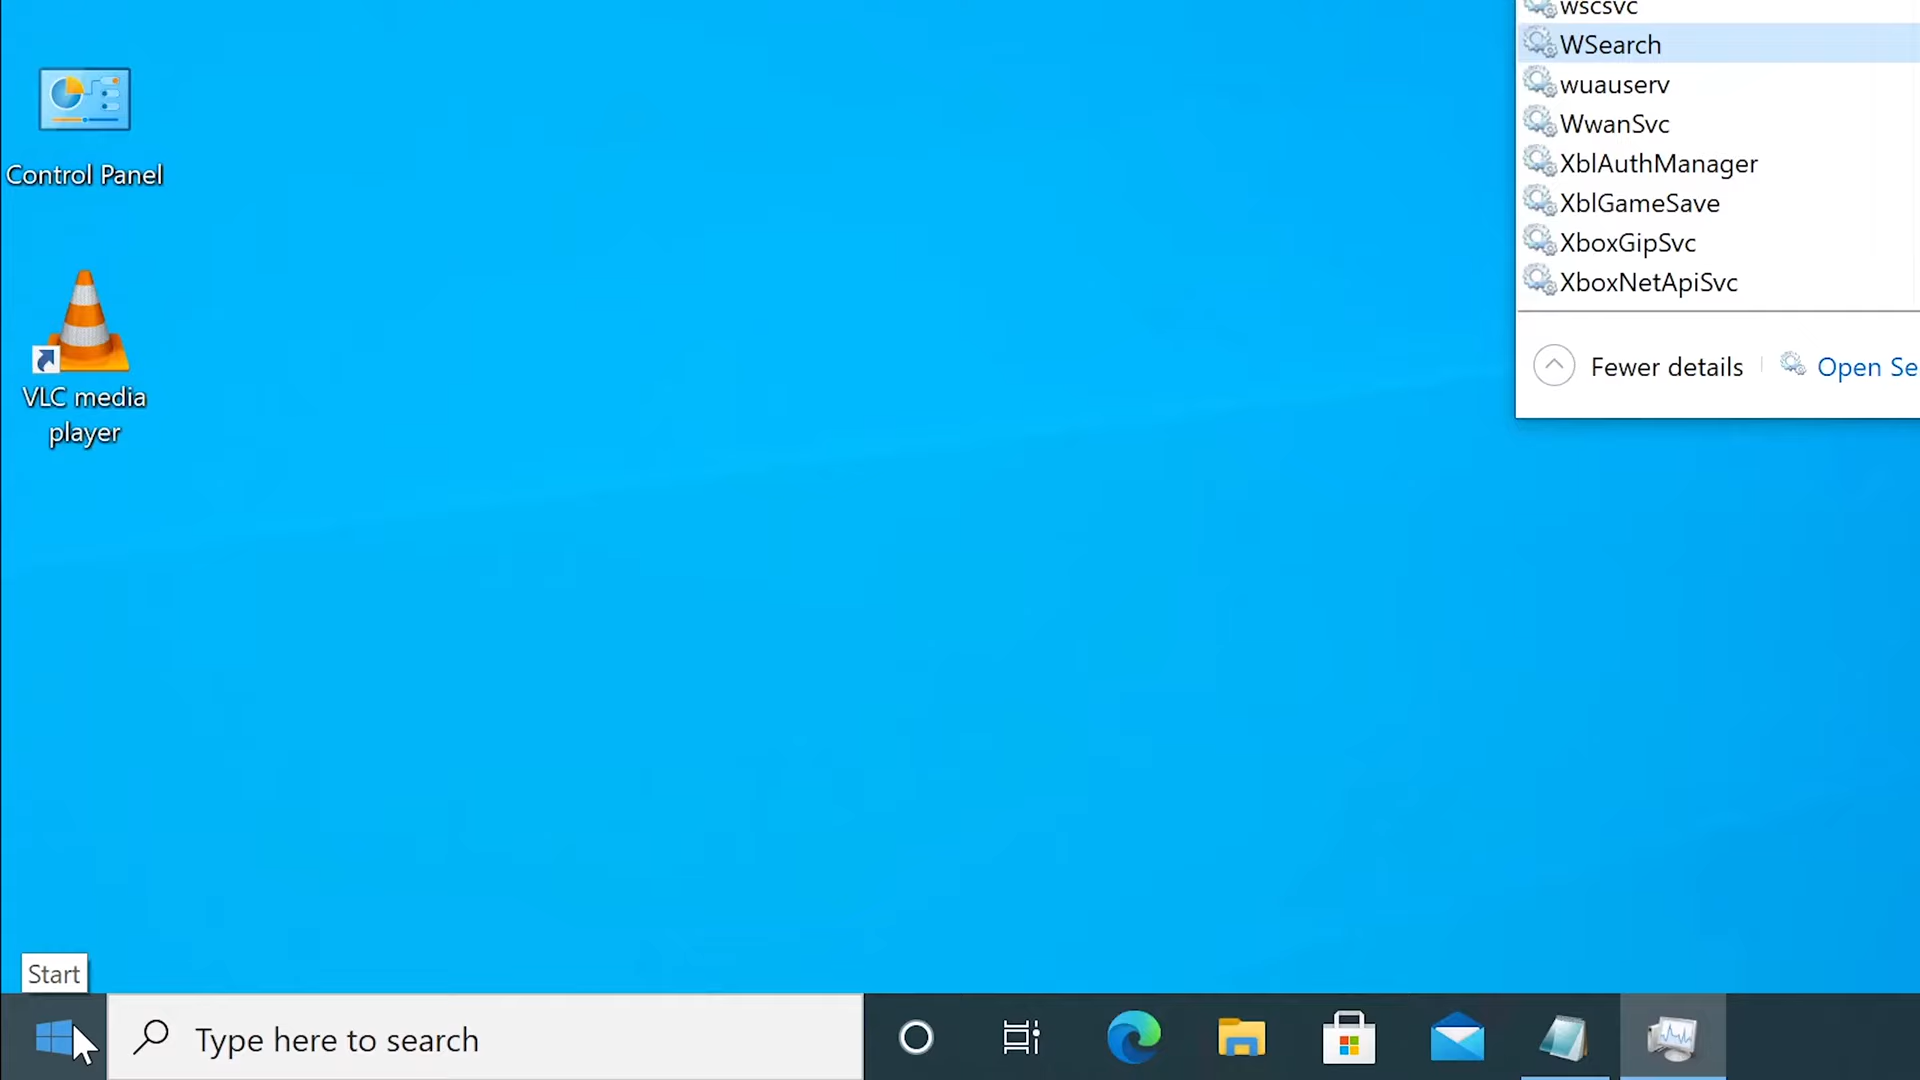 Control Panel
VLC media
player
wscsvc
WSearch
wuauserv
WwanSvc
XblAuthManager
XblGameSave
XboxGipSvc
XboxNetApiSvc
Fewer details
Open Se
Start
Type here to search